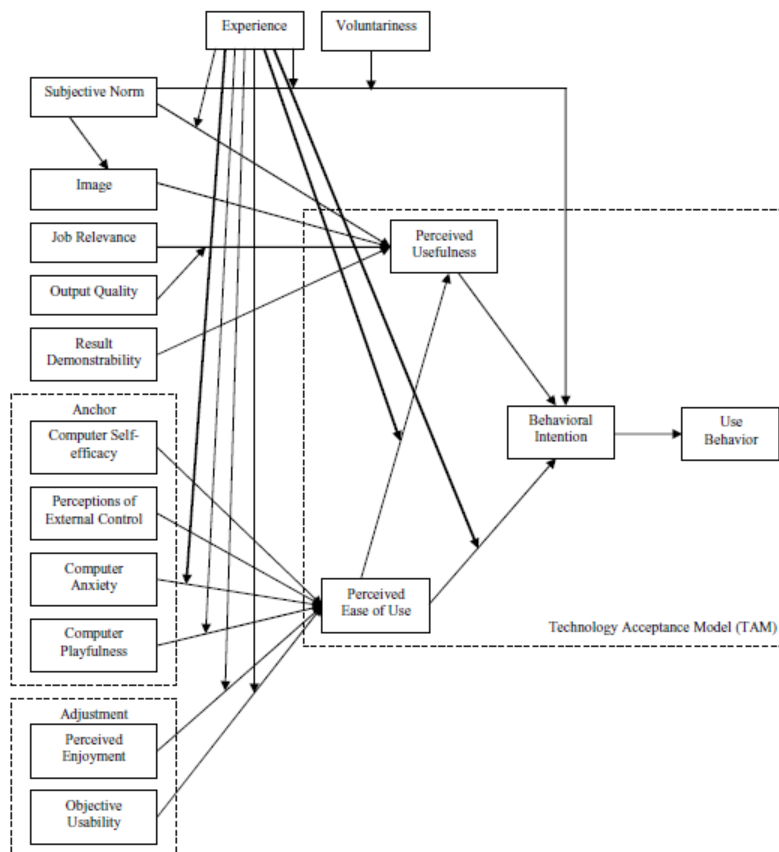 Experience
Voluntariness
Subjective Norm
Image
Job Relevance
Output Quality
Result
Demonstrability
Perceived
Usefulness
Anchor
Computer Self-
efficacy
Perceptions of
External Control
Computer
Anxiety
Computer
Playfulness
Behavioral
Intention
Use
Behavior
Perceived
Ease of Use
Technology Acceptance Model (TAM)
Adjustment
Perceived
Enjoyment
Objective
Usability